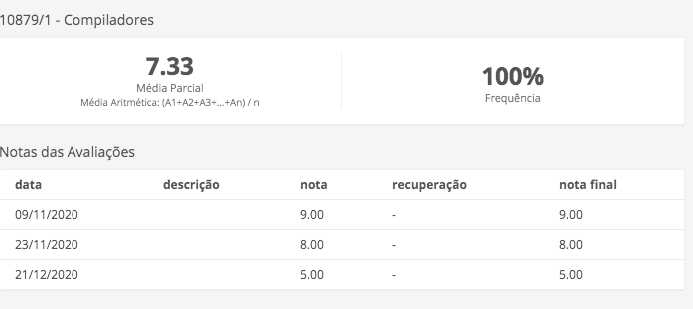 10879/1 - Compiladores
7.33
Média Parcial
Média Aritmética: (A1+A2+A3+...+An) / n
100%
Frequência
Notas das Avaliações
data descrição nota recuperação nota final
09/11/2020 9.00 - 9.00
23/11/2020 8.00 - 8.00
21/12/2020 5.00 - 5.00